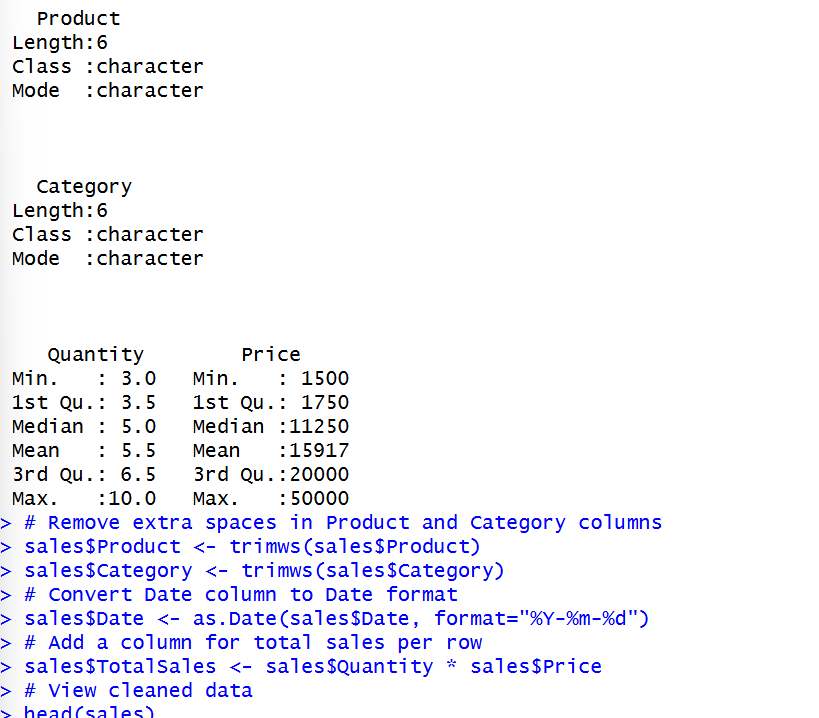 Product
Length:6
Class :character
Mode  :character
Category
Length:6
Class :character
Mode  :character
Quantity        Price
Min.   : 3.0   Min.   : 1500
1st Qu.: 3.5   1st Qu.: 1750
Median : 5.0   Median :11250
Mean   : 5.5   Mean   :15917
3rd Qu.: 6.5   3rd Qu.:20000
Max.   :10.0   Max.   :50000
> # Remove extra spaces in Product and Category columns
> sales$Product <- trimws(sales$Product)
> sales$Category <- trimws(sales$Category)
> # Convert Date column to Date format
> sales$Date <- as.Date(sales$Date, format="%Y-%m-%d")
> # Add a column for total sales per row
> sales$TotalSales <- sales$Quantity * sales$Price
> # View cleaned data
> head(sales)